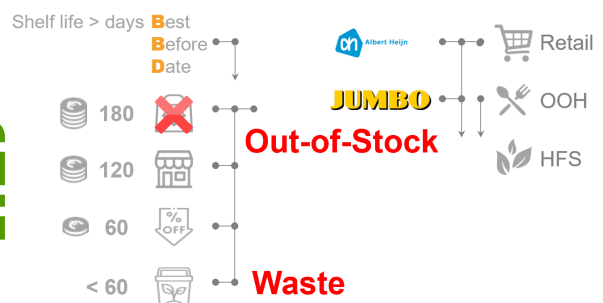 Shelf life > days Best
Before
Date
Albert Heijn
Retail
JUMBO
OOH
180
Out-of-Stock
HFS
120
60
%
OFF
< 60
Waste